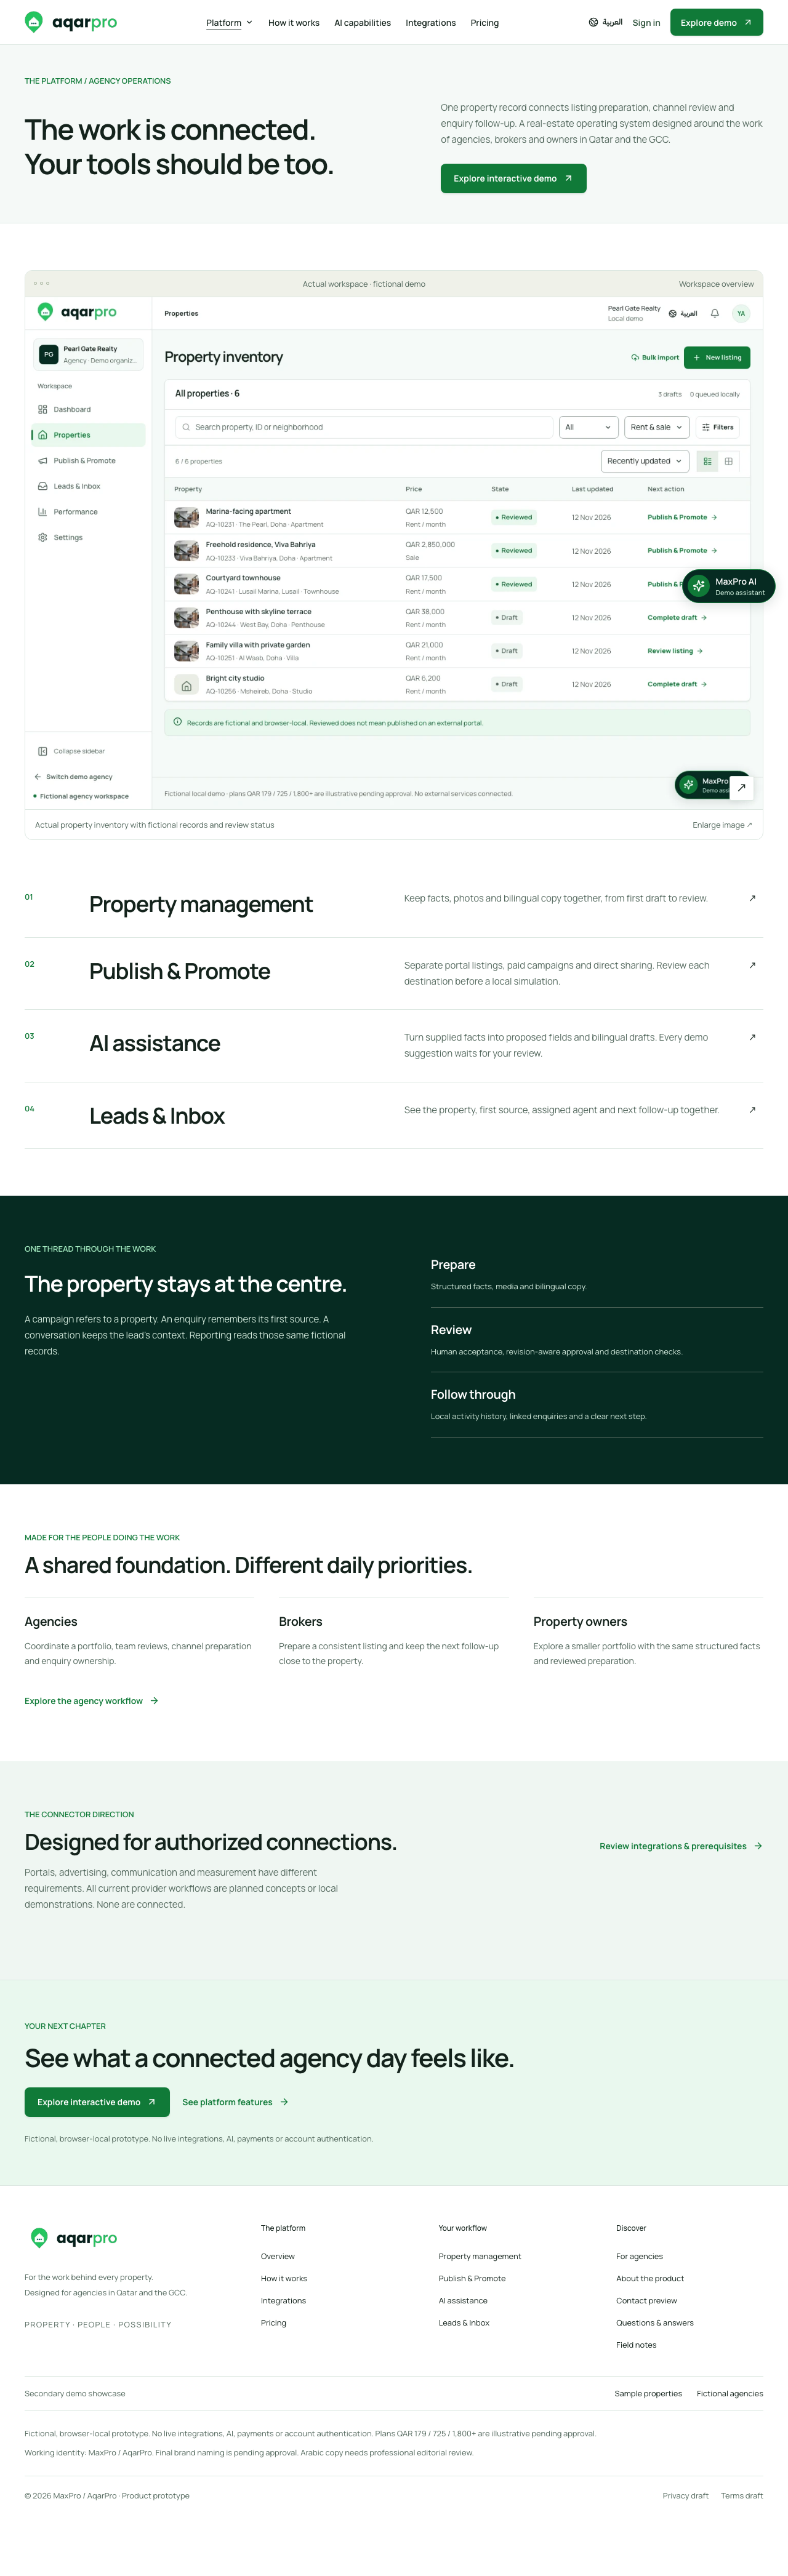 aqarpro
Platform
How it works
AI capabilities
Integrations
Pricing
العربية
Sign in
Explore demo
THE PLATFORM / AGENCY OPERATIONS
The work is connected.
Your tools should be too.
One property record connects listing preparation, channel review and
enquiry follow-up. A real-estate operating system designed around the work
of agencies, brokers and owners in Qatar and the GCC.
Explore interactive demo
Actual workspace · fictional demo
Workspace overview
aqarpro
Properties
Pearl Gate Realty
Local demo
العربية
YA
PG
Pearl Gate Realty
Agency · Demo organiz...
Workspace
Dashboard
Properties
Publish & Promote
Leads & Inbox
Performance
Settings
Collapse sidebar
Switch demo agency
Fictional agency workspace
Property inventory
Bulk import
New listing
All properties · 6
3 drafts
0 queued locally
Search property, ID or neighborhood
All
Rent & sale
Filters
6 / 6 properties
Recently updated
Property
Price
State
Last updated
Next action
Marina-facing apartment
AQ-10231 · The Pearl, Doha · Apartment
QAR 12,500
Rent / month
Reviewed
12 Nov 2026
Publish & Promote
Freehold residence, Viva Bahriya
AQ-10233 · Viva Bahriya, Doha · Apartment
QAR 2,850,000
Sale
Reviewed
12 Nov 2026
Publish & Promote
Courtyard townhouse
AQ-10241 · Lusail Marina, Lusail · Townhouse
QAR 17,500
Rent / month
Reviewed
12 Nov 2026
Publish & P
MaxPro AI
Demo assistant
Penthouse with skyline terrace
AQ-10244 · West Bay, Doha · Penthouse
QAR 38,000
Rent / month
Draft
12 Nov 2026
Complete draft
Family villa with private garden
AQ-10251 · Al Waab, Doha · Villa
QAR 21,000
Rent / month
Draft
12 Nov 2026
Review listing
Bright city studio
AQ-10256 · Msheireb, Doha · Studio
QAR 6,200
Rent / month
Draft
12 Nov 2026
Complete draft
Records are fictional and browser-local. Reviewed does not mean published on an external portal.
Fictional local demo · plans QAR 179 / 725 / 1,800+ are illustrative pending approval. No external services connected.
MaxPro
Demo assi
Actual property inventory with fictional records and review status
Enlarge image ↗
01
Property management
Keep facts, photos and bilingual copy together, from first draft to review.
↗
02
Publish & Promote
Separate portal listings, paid campaigns and direct sharing. Review each
destination before a local simulation.
↗
03
AI assistance
Turn supplied facts into proposed fields and bilingual drafts. Every demo
suggestion waits for your review.
↗
04
Leads & Inbox
See the property, first source, assigned agent and next follow-up together.
↗
ONE THREAD THROUGH THE WORK
The property stays at the centre.
A campaign refers to a property. An enquiry remembers its first source. A
conversation keeps the lead's context. Reporting reads those same fictional
records.
Prepare
Structured facts, media and bilingual copy.
Review
Human acceptance, revision-aware approval and destination checks.
Follow through
Local activity history, linked enquiries and a clear next step.
MADE FOR THE PEOPLE DOING THE WORK
A shared foundation. Different daily priorities.
Agencies
Coordinate a portfolio, team reviews, channel preparation
and enquiry ownership.
Brokers
Prepare a consistent listing and keep the next follow-up
close to the property.
Property owners
Explore a smaller portfolio with the same structured facts
and reviewed preparation.
Explore the agency workflow
THE CONNECTOR DIRECTION
Designed for authorized connections.
Portals, advertising, communication and measurement have different
requirements. All current provider workflows are planned concepts or local
demonstrations. None are connected.
Review integrations & prerequisites
YOUR NEXT CHAPTER
See what a connected agency day feels like.
Explore interactive demo
See platform features
Fictional, browser-local prototype. No live integrations, AI, payments or account authentication.
aqarpro
For the work behind every property.
Designed for agencies in Qatar and the GCC.
PROPERTY · PEOPLE · POSSIBILITY
The platform
Overview
How it works
Integrations
Pricing
Your workflow
Property management
Publish & Promote
AI assistance
Leads & Inbox
Discover
For agencies
About the product
Contact preview
Questions & answers
Field notes
Secondary demo showcase
Sample properties
Fictional agencies
Fictional, browser-local prototype. No live integrations, AI, payments or account authentication. Plans QAR 179 / 725 / 1,800+ are illustrative pending approval.
Working identity: MaxPro / AqarPro. Final brand naming is pending approval. Arabic copy needs professional editorial review.
© 2026 MaxPro / AqarPro · Product prototype
Privacy draft
Terms draft